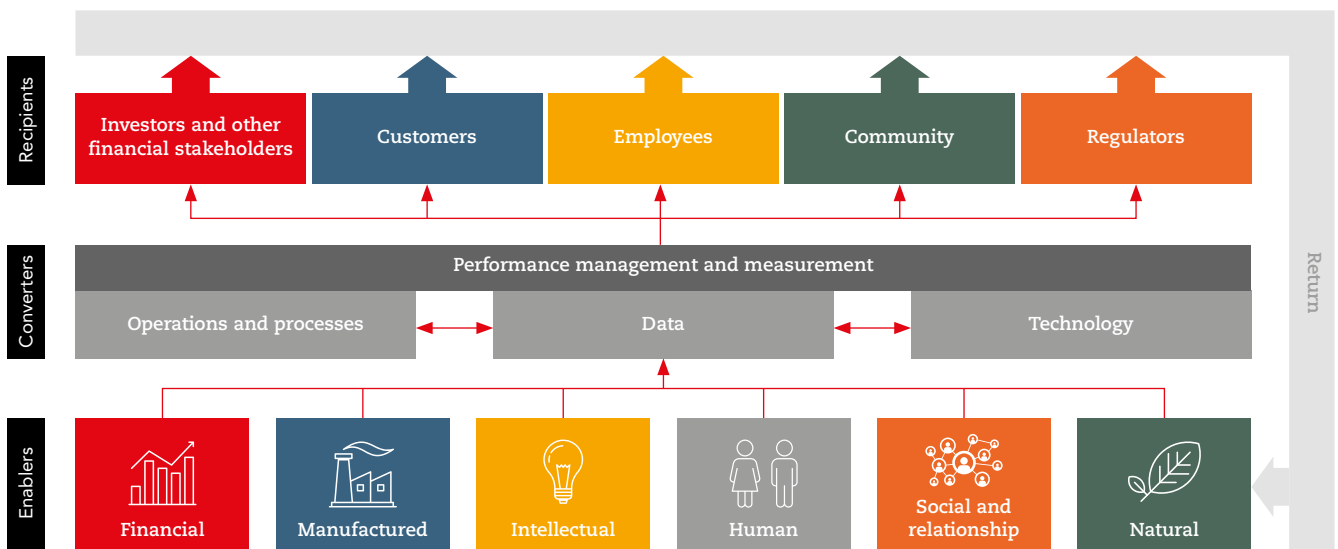 Recipients
Investors and other
financial stakeholders
Customers
Employees
Community
Regulators
Converters
Performance management and measurement
Operations and processes
Data
Technology
Return
Enablers
Financial
Manufactured
Intellectual
Human
Social and
relationship
Natural